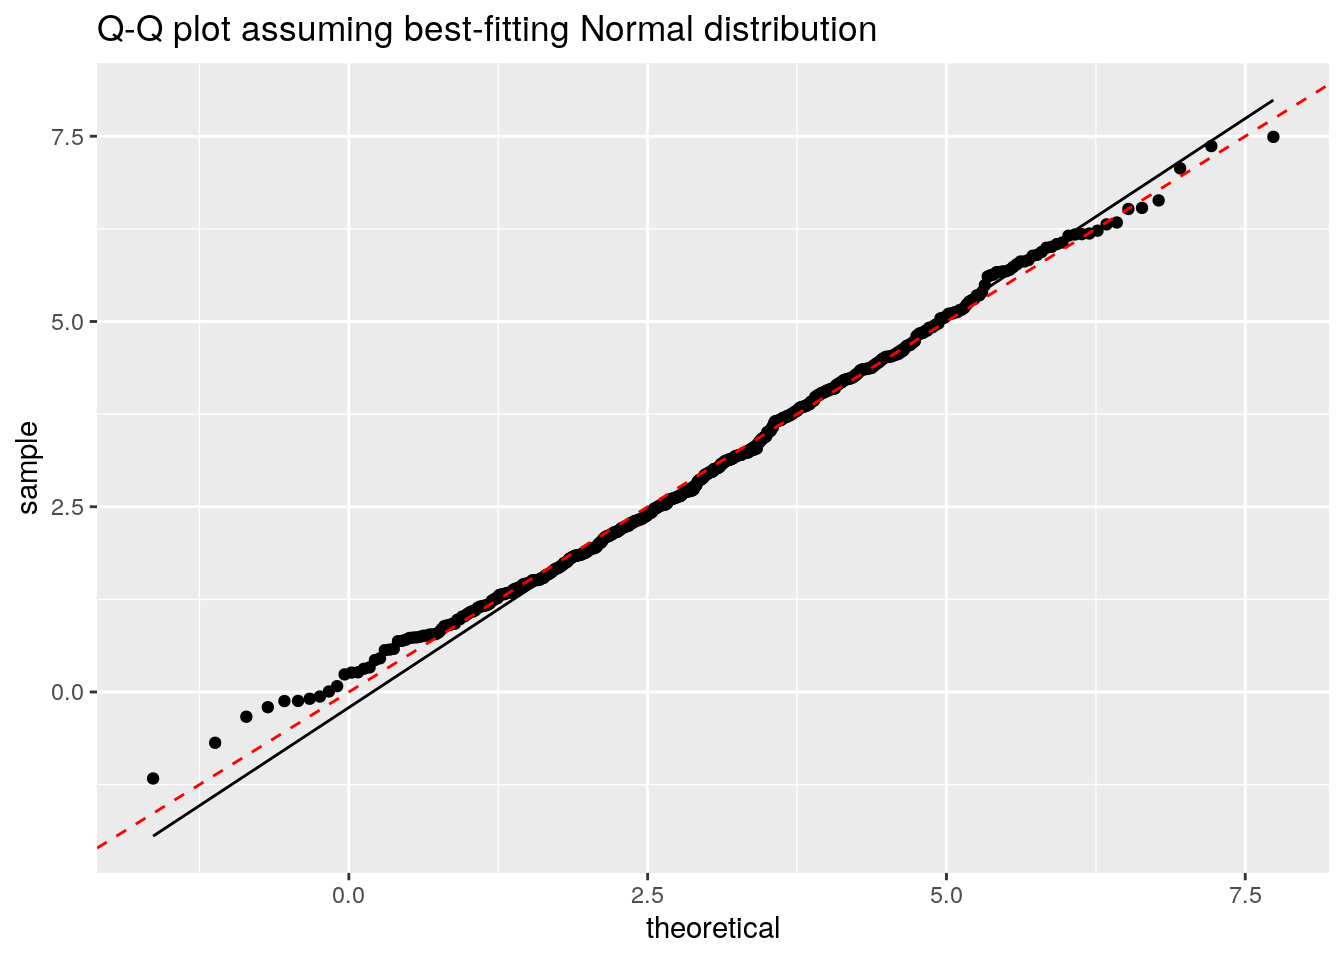 Q-Q plot assuming best-fitting Normal distribution
7.5
5.0
2.5
0.0
sample
0.0 2.5 5.0 7.5
theoretical